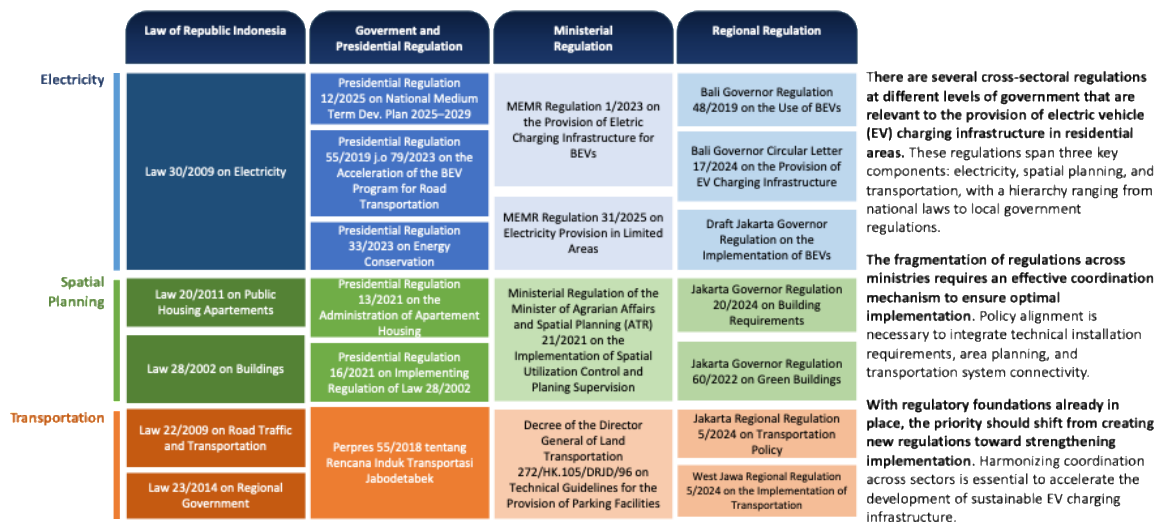 Law of Republic Indonesia
Goverment and
Presidential Regulation
Ministerial
Regulation
Regional Regulation
Electricity
Law 30/2009 on Electricity
Presidential Regulation
12/2025 on National Medium
Term Dev. Plan 2025–2029
Presidential Regulation
55/2019 j.o 79/2023 on the
Acceleration of the BEV
Program for Road
Transportation
Presidential Regulation
33/2023 on Energy
Conservation
MEMR Regulation 1/2023 on
the Provision of Eletric
Charging Infrastructure for
BEVs
MEMR Regulation 31/2025 on
Electricity Provision in Limited
Areas
Bali Governor Regulation
48/2019 on the Use of BEVs
Bali Governor Circular Letter
17/2024 on the Provision of
EV Charging Infrastructure
Draft Jakarta Governor
Regulation on the
Implementation of BEVs
Spatial
Planning
Law 20/2011 on Public
Housing Apartements
Law 28/2002 on Buildings
Presidential Regulation
13/2021 on the
Administration of Apartement
Housing
Presidential Regulation
16/2021 on Implementing
Regulation of Law 28/2002
Ministerial Regulation of the
Minister of Agrarian Affairs
and Spatial Planning (ATR)
21/2021 on the
Implementation of Spatial
Utilization Control and
Planing Supervision
Jakarta Governor Regulation
20/2024 on Building
Requirements
Jakarta Governor Regulation
60/2022 on Green Buildings
Transportation
Law 22/2009 on Road Traffic
and Transportation
Law 23/2014 on Regional
Government
Perpres 55/2018 tentang
Rencana Induk Transportasi
Jabodetabek
Decree of the Director
General of Land
Transportation
272/HK.105/DRJD/96 on
Technical Guidelines for the
Provision of Parking Facilities
Jakarta Regional Regulation
5/2024 on Transportation
Policy
West Jawa Regional Regulation
5/2024 on the Implementation of
Transportation
There are several cross-sectoral regulations
at different levels of government that are
relevant to the provision of electric vehicle
(EV) charging infrastructure in residential
areas. These regulations span three key
components: electricity, spatial planning, and
transportation, with a hierarchy ranging from
national laws to local government
regulations.
The fragmentation of regulations across
ministries requires an effective coordination
mechanism to ensure optimal
implementation. Policy alignment is
necessary to integrate technical installation
requirements, area planning, and
transportation system connectivity.
With regulatory foundations already in
place, the priority should shift from creating
new regulations toward strengthening
implementation. Harmonizing coordination
across sectors is essential to accelerate the
development of sustainable EV charging
infrastructure.